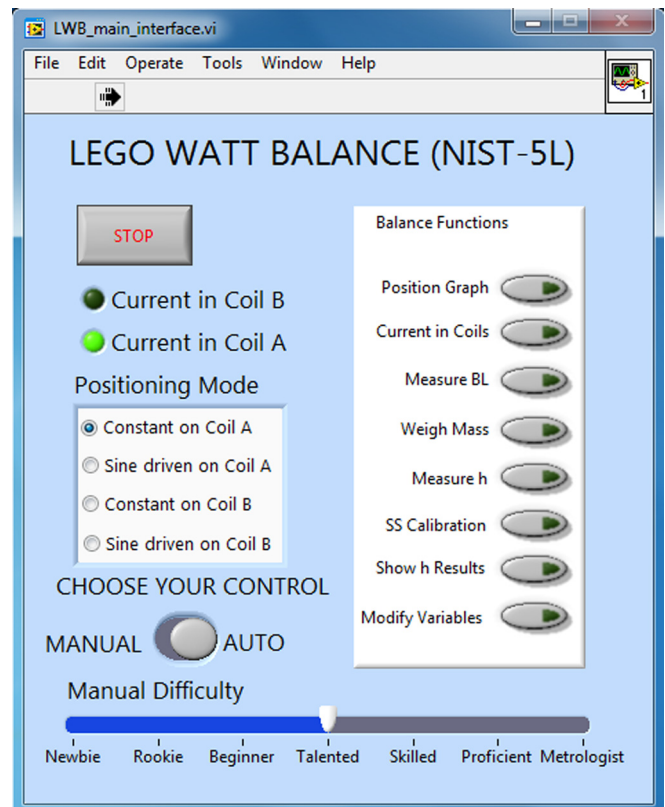 LWB_main_interface.vi
File Edit Operate Tools Window Help
1
LEGO WATT BALANCE (NIST-5L)
STOP
Current in Coil B
Current in Coil A
Positioning Mode
Constant on Coil A
Sine driven on Coil A
Constant on Coil B
Sine driven on Coil B
CHOOSE YOUR CONTROL
MANUAL AUTO
Balance Functions
Position Graph
Current in Coils
Measure BL
Weigh Mass
Measure h
SS Calibration
Show h Results
Modify Variables
Manual Difficulty
Newbie Rookie Beginner Talented Skilled Proficient Metrologist